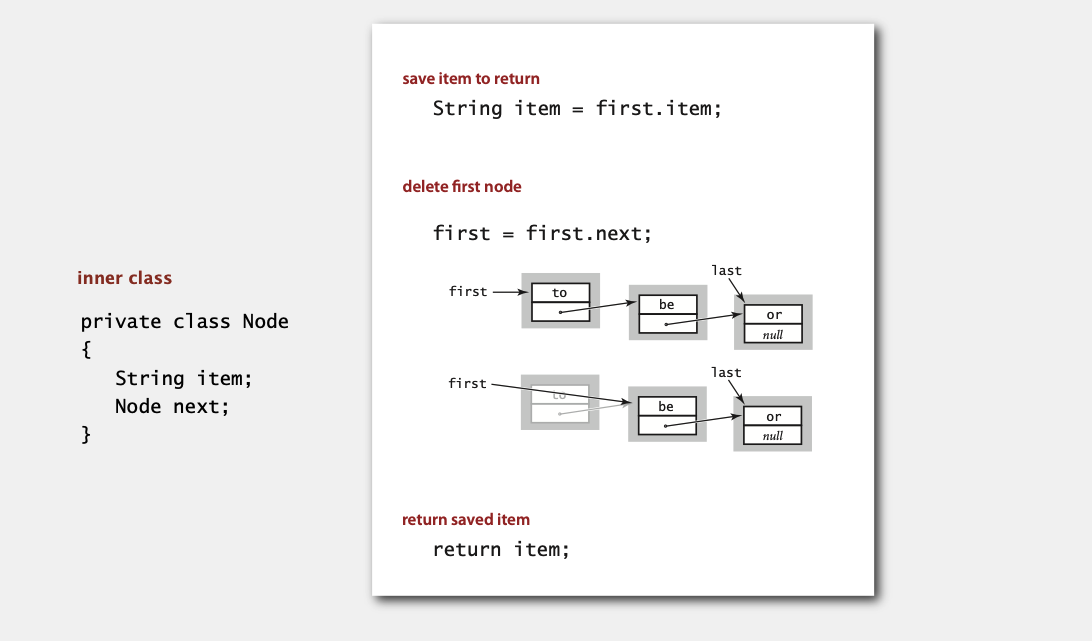 inner class
private class Node
{
String item;
Node next;
}
save item to return
String item = first.item;
delete first node
first = first.next;
last
first
to
be
or
null
last
first
to
be
or
null
return saved item
return item;